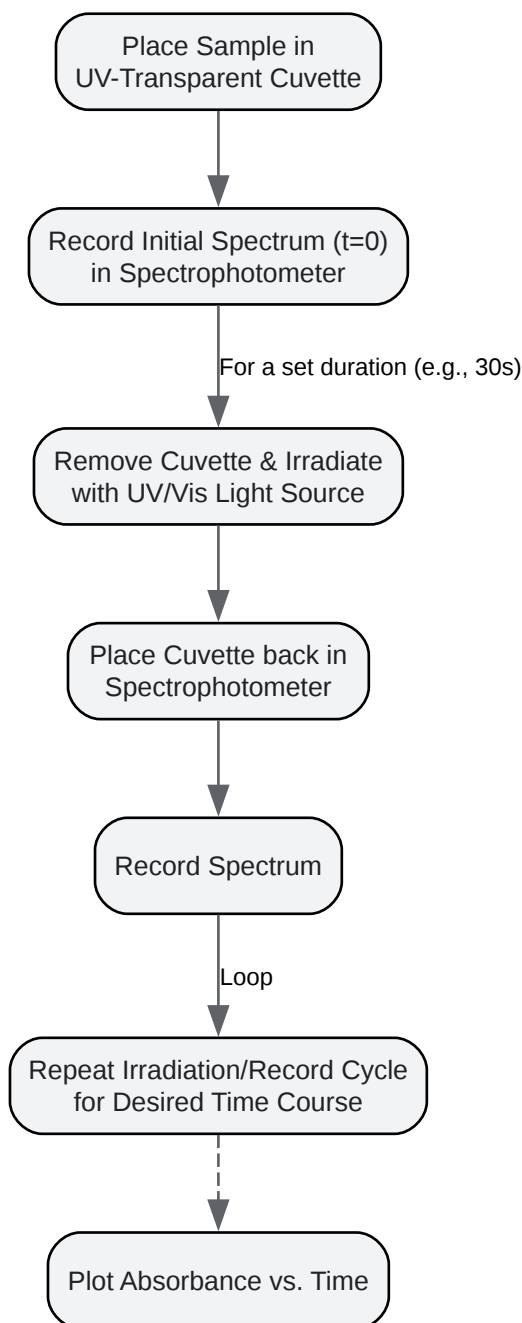 Place Sample in
UV-Transparent Cuvette
Record Initial Spectrum (t=0)
in Spectrophotometer
For a set duration (e.g., 30s)
Remove Cuvette & Irradiate
with UV/Vis Light Source
Place Cuvette back in
Spectrophotometer
Record Spectrum
Loop
Repeat Irradiation/Record Cycle
for Desired Time Course
Plot Absorbance vs. Time